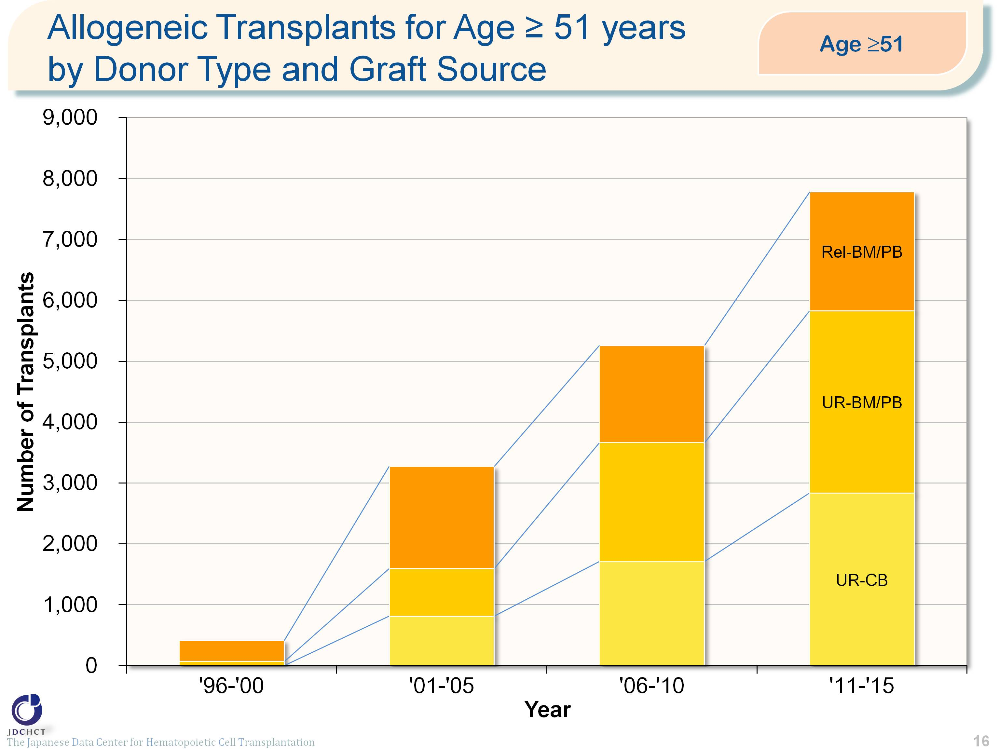 Allogeneic Transplants for Age ≥ 51 years
by Donor Type and Graft Source
Age ≥51
9,000
8,000
7,000
6,000
5,000
4,000
3,000
2,000
1,000
0
Number of Transplants
Rel-BM/PB
UR-BM/PB
UR-CB
'96-'00
'01-'05
'06-'10
'11-'15
Year
JDCHCT
The Japanese Data Center for Hematopoietic Cell Transplantation
16